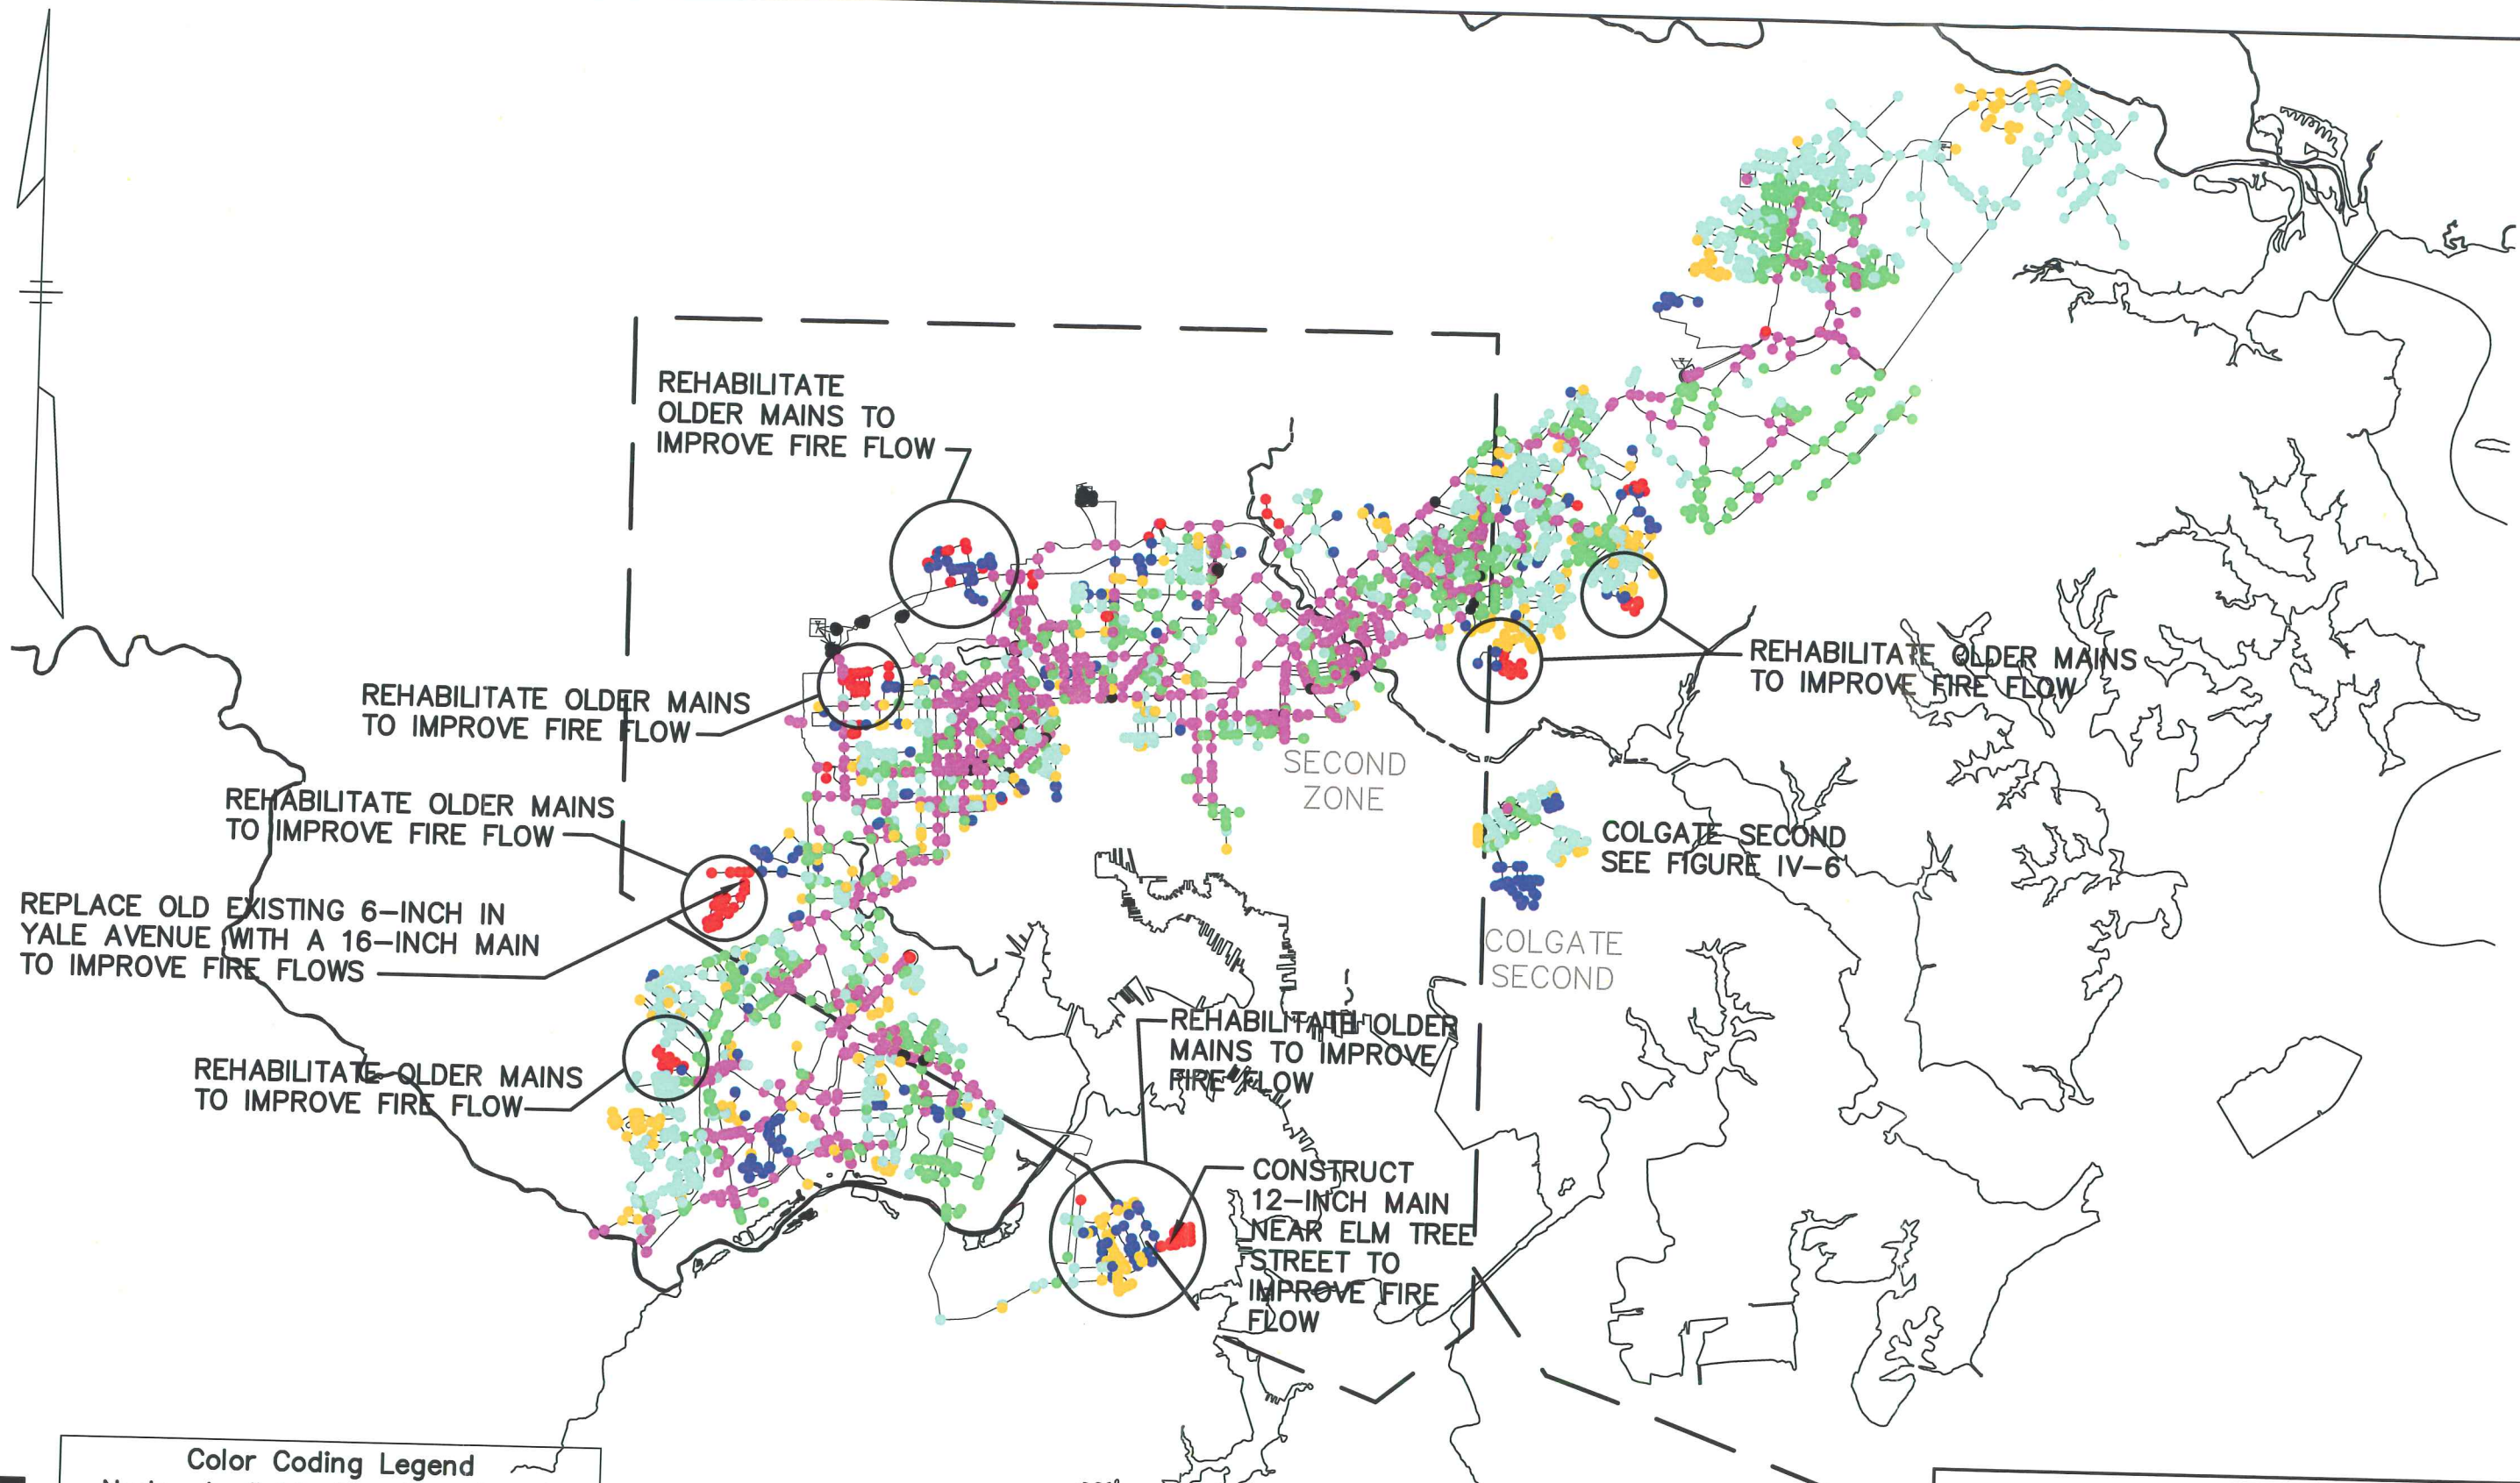 REHABILITATE
OLDER MAINS TO
IMPROVE FIRE FLOW
REHABILITATE OLDER MAINS
TO IMPROVE FIRE FLOW
REHABILITATE OLDER MAINS
TO IMPROVE FIRE FLOW
SECOND
ZONE
REHABILITATE OLDER MAINS
TO IMPROVE FIRE FLOW
COLGATE SECOND
SEE FIGURE IV-6
REPLACE OLD EXISTING 6-INCH IN
YALE AVENUE WITH A 16-INCH MAIN
TO IMPROVE FIRE FLOWS
COLGATE
SECOND
REHABILITATE OLDER
MAINS TO IMPROVE
FIRE FLOW
REHABILITATE OLDER MAINS
TO IMPROVE FIRE FLOW
CONSTRUCT
12-INCH MAIN
NEAR ELM TREE
STREET TO
IMPROVE FIRE
FLOW
Color Coding Legend